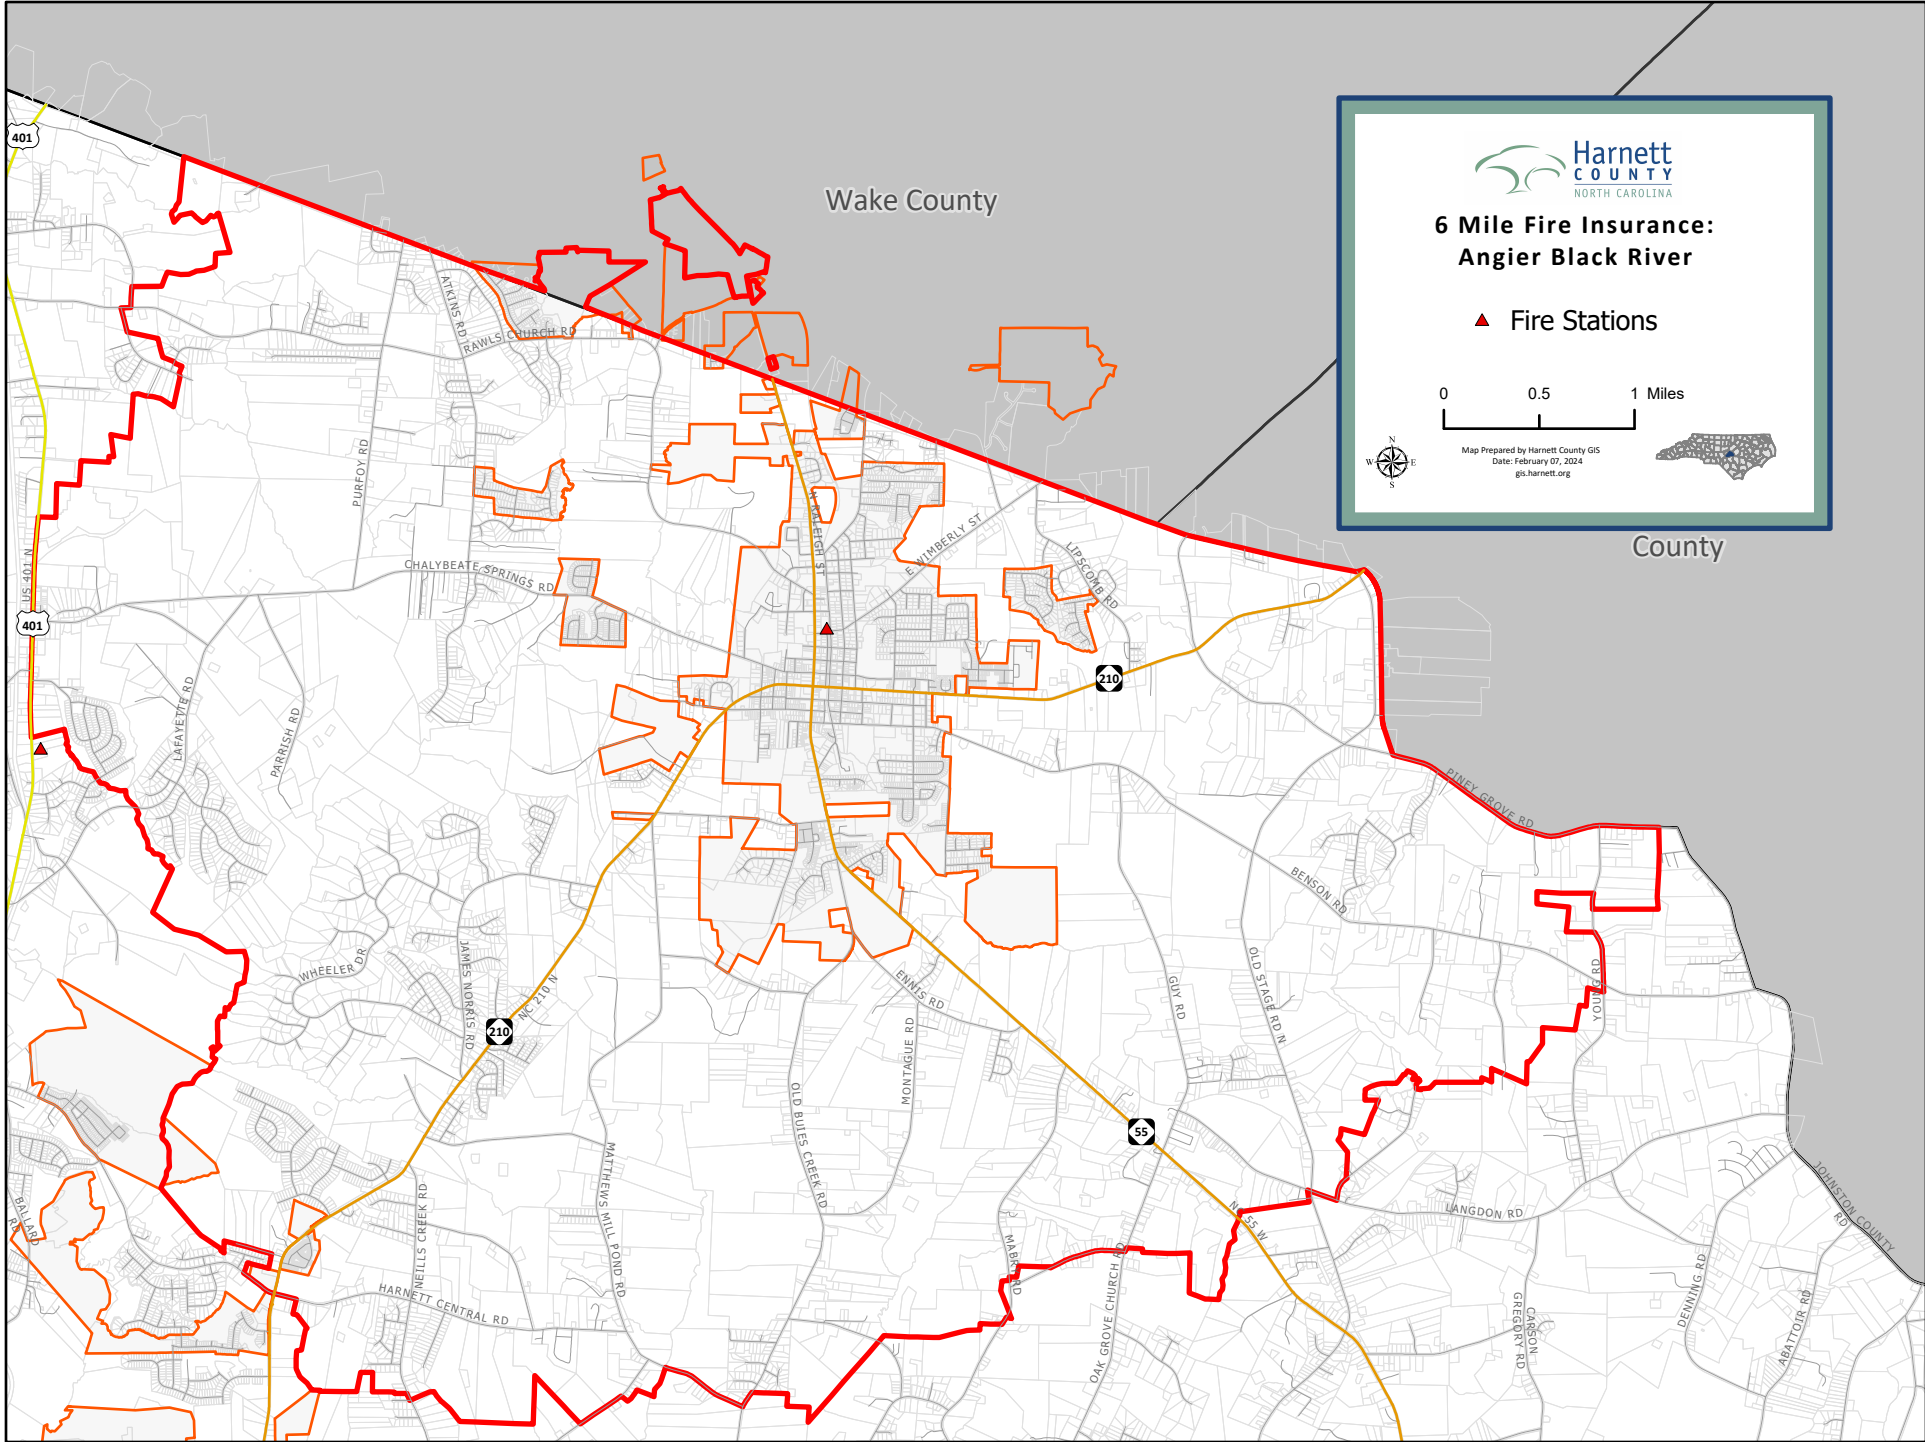 401
Wake County
Harnett
COUNTY
NORTH CAROLINA
6 Mile Fire Insurance:
Angier Black River
Fire Stations
0 0.5 1 Miles
Map Prepared by Harnett County GIS
Date: February 07, 2024
gis.harnett.org
N
W E
S
County
ATKINS RD
RAWLS CHURCH RD
PURFOY RD
N RALEIGH ST
E WIMBERLY ST
LIPSCOMB RD
CHALYBEATE SPRINGS RD
US 401 N
401
210
LAFAYETTE RD
PARRISH RD
PINEY GROVE RD
BENSON RD
WHEELER DR
JAMES NORRIS RD
NC 210 N
210
ENNIS RD
MONTAGUE RD
GUY RD
OLD STAGE RD N
YOUNG RD
OLD BUIES CREEK RD
MATTHEWS MILL POND RD
55
NC 55 W
LANGDON RD
JOHNSTON COUNTY
RD
BALLARD
RD
NEILLS CREEK RD
HARNETT CENTRAL RD
MABRY RD
OAK GROVE CHURCH RD
CARSON
GREGORY RD
DENNING RD
ABATTOIR RD